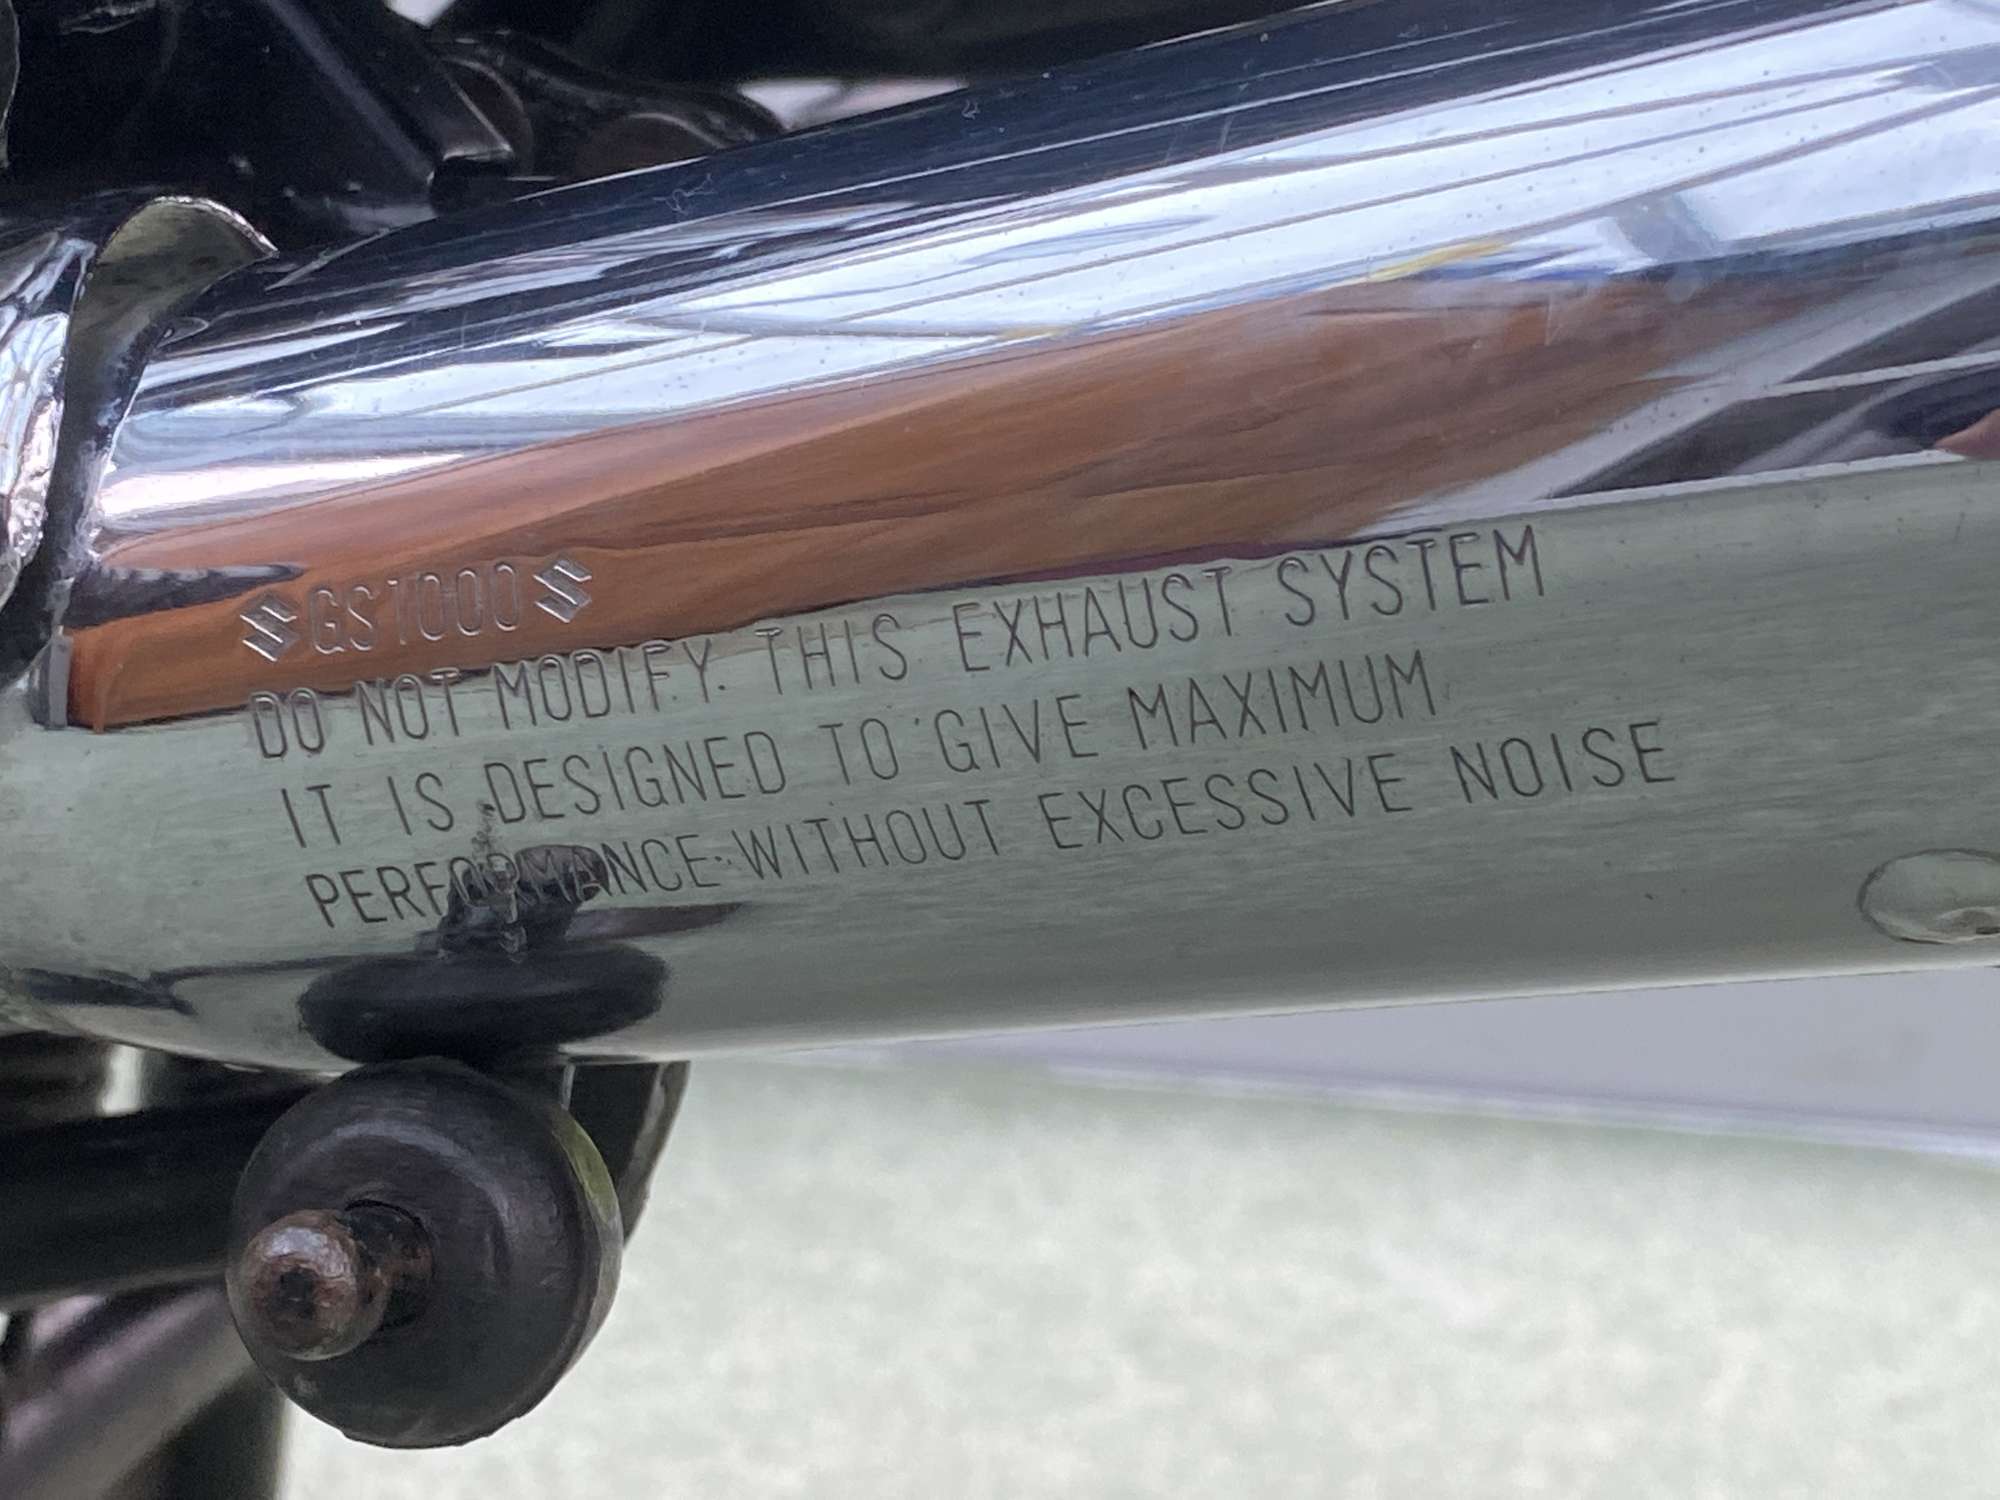 GS1000
DO NOT MODIFY. THIS EXHAUST SYSTEM
IT IS DESIGNED TO GIVE MAXIMUM
PERFORMANCE WITHOUT EXCESSIVE NOISE